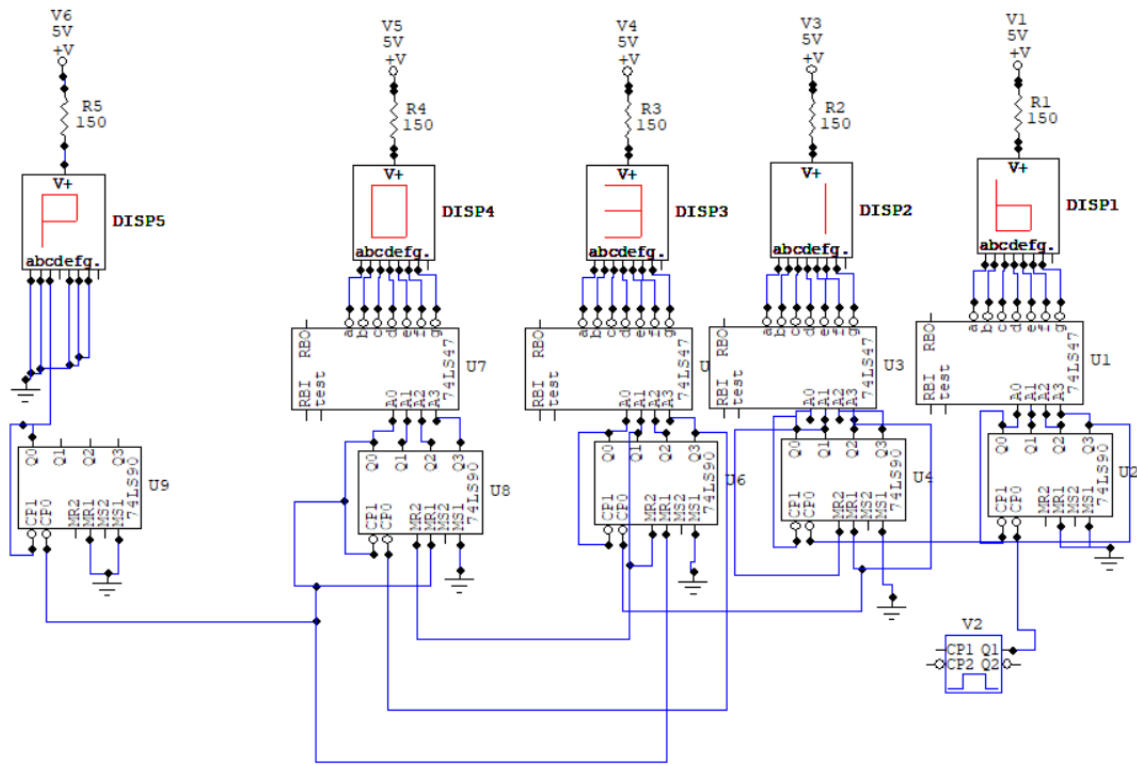 V6
5V
+V
V5
5V
+V
V4
5V
+V
V3
5V
+V
V1
5V
+V
R5
150
R4
150
R3
150
R2
150
R1
150
V+
V+
V+
V+
V+
P
0
3
1
6
DISP5
DISP4
DISP3
DISP2
DISP1
abcdefg.
abcdefg.
abcdefg.
abcdefg.
abcdefg.
RBO a b c d e f g
RBI test A0 A1 A2 A3 74LS47
U7
RBO a b c d e f g
RBI test A0 A1 A2 A3 74LS47
U
RBO a b c d e f g
RBI test A0 A1 A2 A3 74LS47
U3
RBO a b c d e f g
RBI test A0 A1 A2 A3 74LS47
U1
Q0 Q1 Q2 Q3
CP1 CP0 MR2 MR1 MS2 MS1 74LS90
U9
Q0 Q1 Q2 Q3
CP1 CP0 MR2 MR1 MS2 MS1 74LS90
U8
Q0 Q1 Q2 Q3
CP1 CP0 MR2 MR1 MS2 MS1 74LS90
U6
Q0 Q1 Q2 Q3
CP1 CP0 MR2 MR1 MS2 MS1 74LS90
U4
Q0 Q1 Q2 Q3
CP1 CP0 MR2 MR1 MS2 MS1 74LS90
U2
V2
CP1 Q1
CP2 Q2